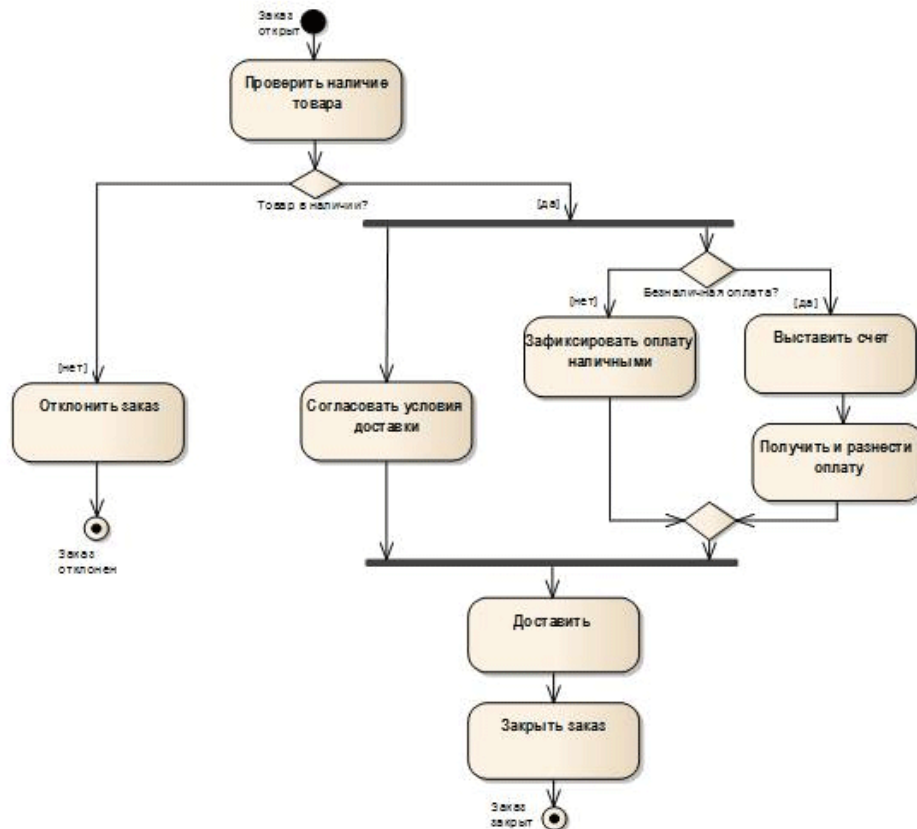 Заказ
открыт
Проверить наличие
товара
Товар в наличии?
[да]
Безналичная оплата?
[нет]
[да]
Зафиксировать оплату
наличными
Выставить счет
[нет]
Отклонить заказ
Согласовать условия
доставки
Получить и разнести
оплату
Заказ
отклонен
Доставить
Закрыть заказ
Заказ
закрыт